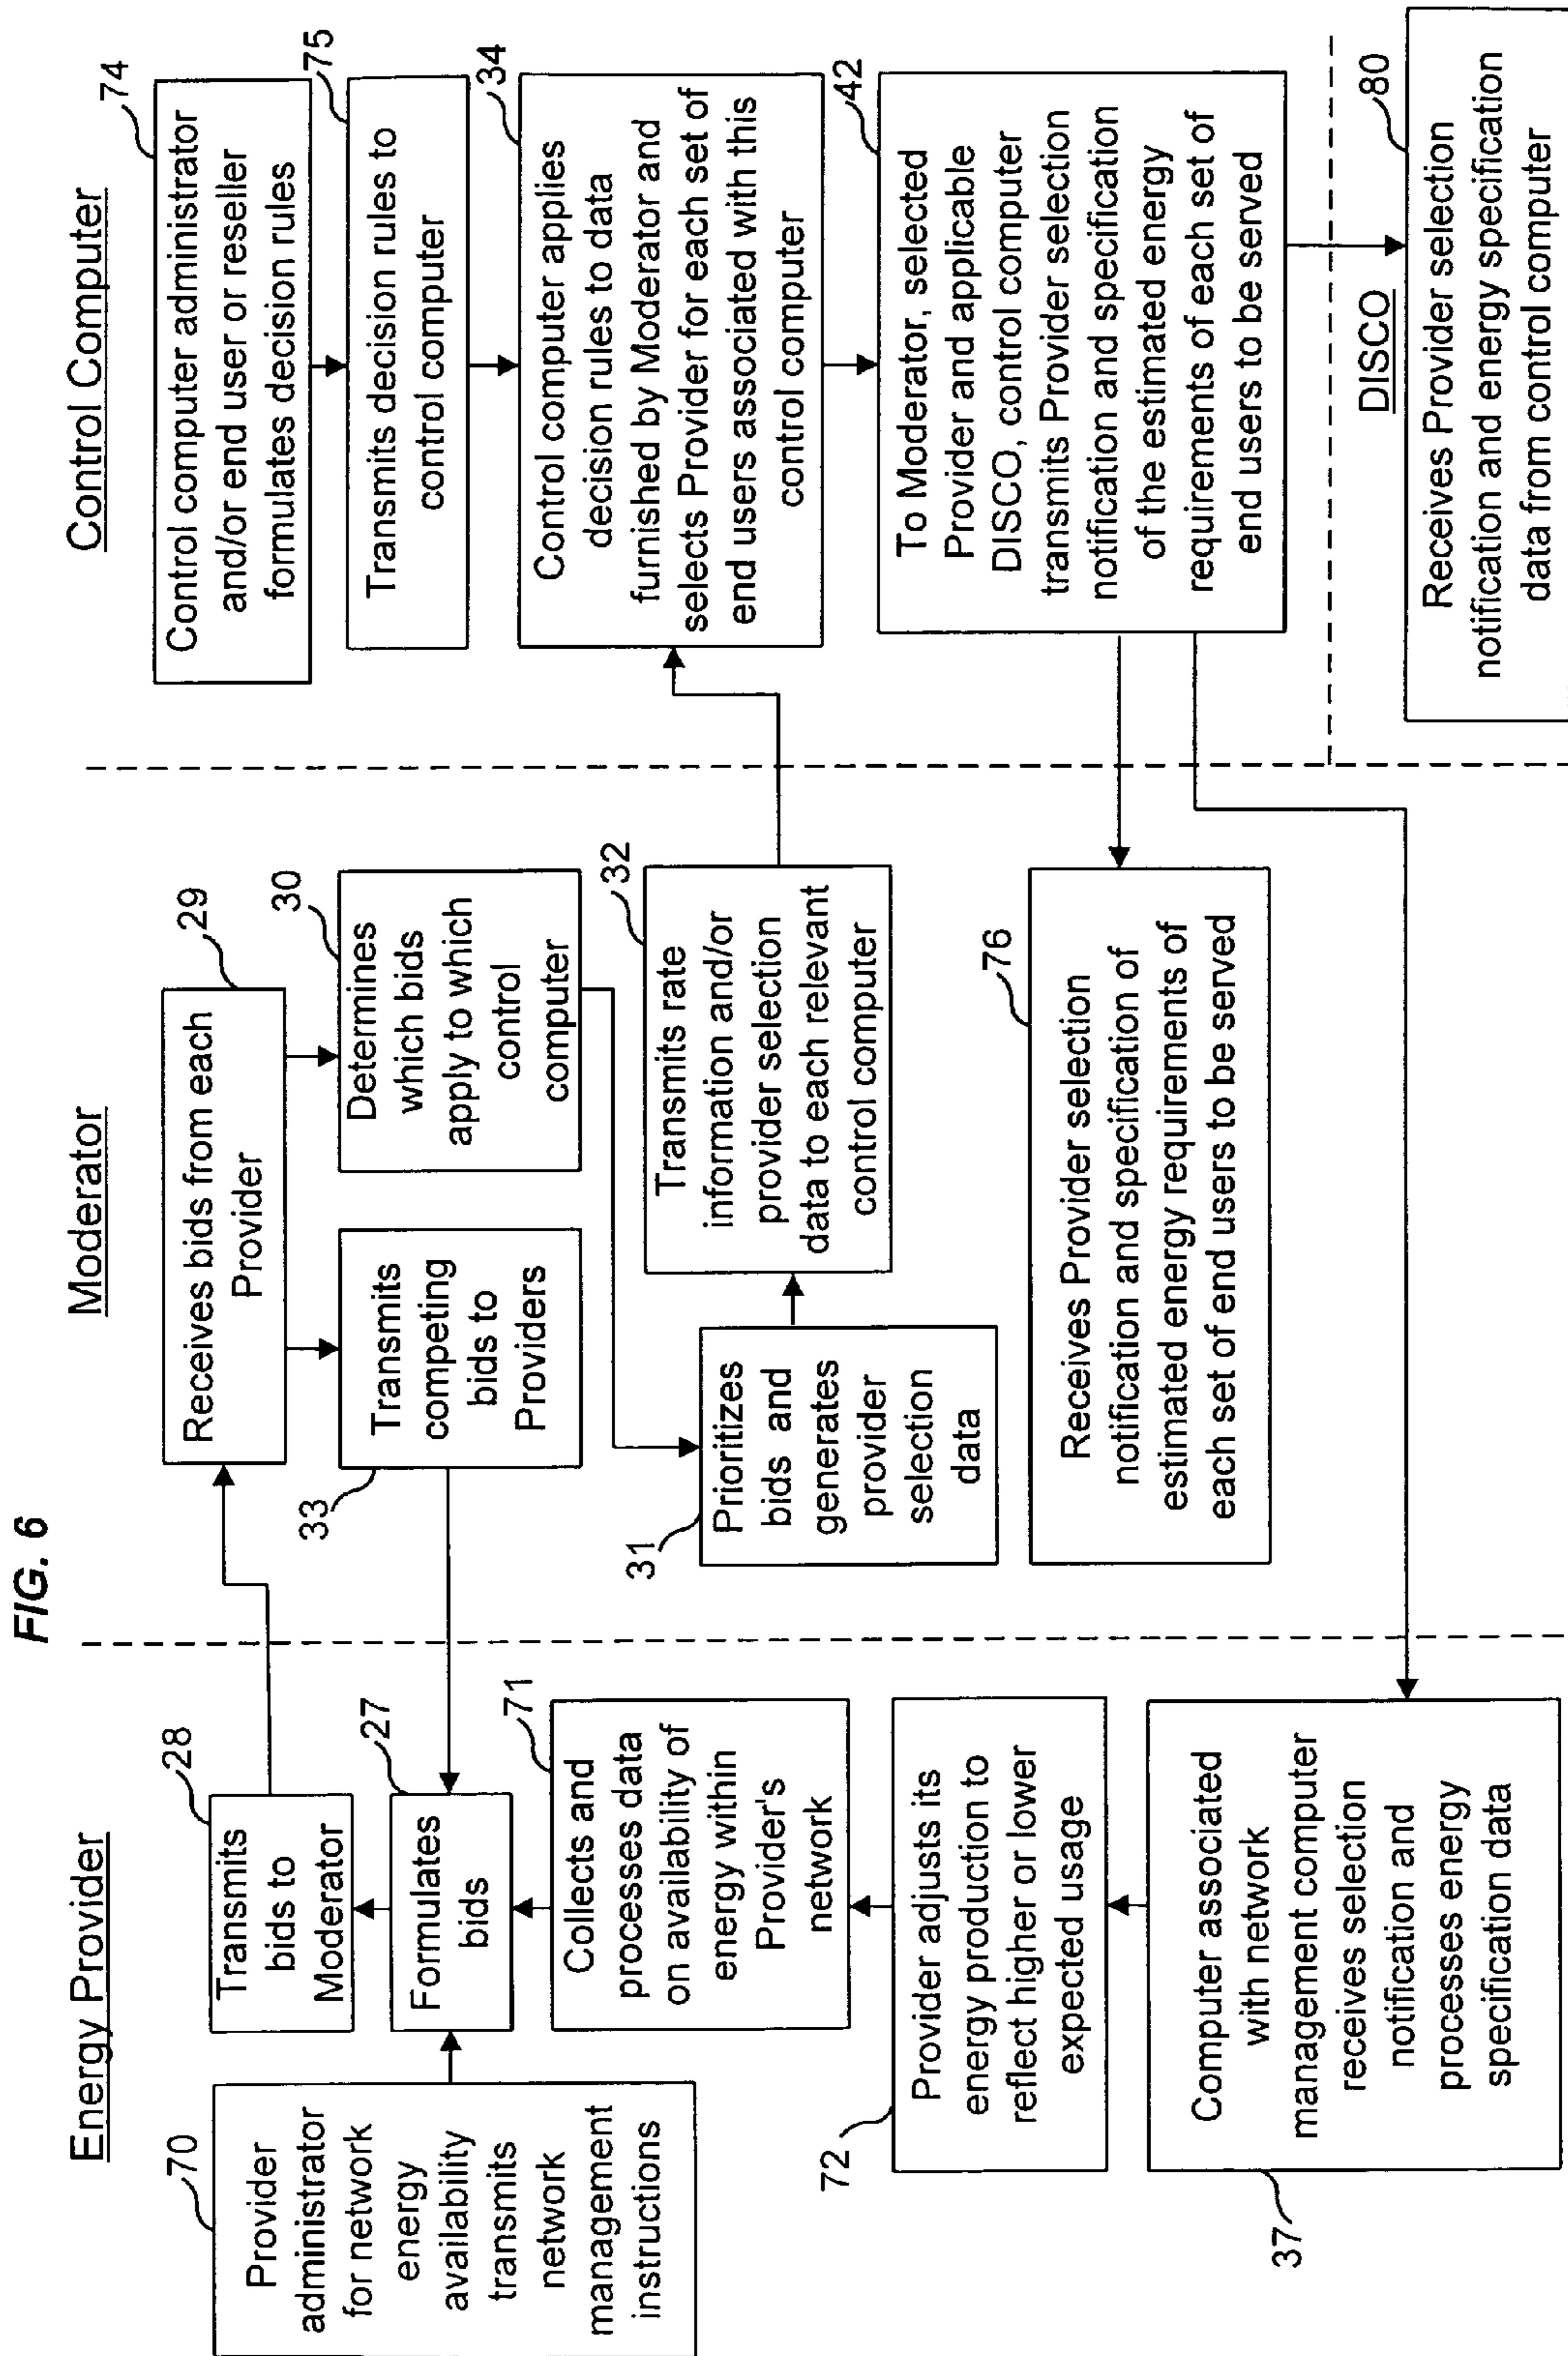 FIG. 6
Energy Provider
70
Provider
administrator
for network
energy
availability
transmits
network
management
instructions
28
Transmits
bids to
Moderator
27
Formulates
bids
71
Collects and
processes data
on availability of
energy within
Provider's
network
72
Provider adjusts its
energy production to
reflect higher or lower
expected usage
37
Computer associated
with network
management computer
receives selection
notification and
processes energy
specification data
Moderator
29
Receives bids from each
Provider
33
Transmits
competing
bids to
Providers
30
Determines
which bids
apply to which
control
computer
31
Prioritizes
bids and
generates
provider
selection
data
32
Transmits rate
information and/or
provider selection
data to each relevant
control computer
76
Receives Provider selection
notification and specification of
estimated energy requirements of
each set of end users to be served
Control Computer
74
Control computer administrator
and/or end user or reseller
formulates decision rules
75
Transmits decision rules to
control computer
34
Control computer applies
decision rules to data
furnished by Moderator and
selects Provider for each set of
end users associated with this
control computer
42
To Moderator, selected
Provider and applicable
DISCO, control computer
transmits Provider selection
notification and specification
of the estimated energy
requirements of each set of
end users to be served
DISCO
80
Receives Provider selection
notification and energy specification
data from control computer